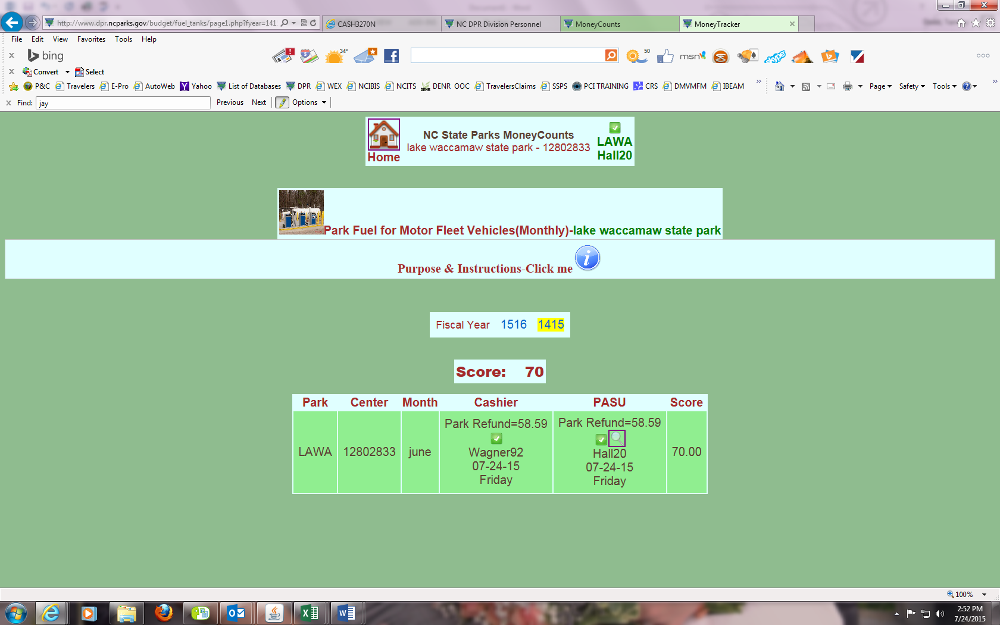 http://www.dpr.ncparks.gov/budget/fuel_tanks/page1.php?fyear=141
CASH3270N
NC DPR Division Personnel
MoneyCounts
MoneyTracker
File Edit View Favorites Tools Help
bing
34°
50
msn
skype
Convert Select
P&C Travelers E-Pro AutoWeb Yahoo List of Databases DPR WEX NCIBIS NCITS DENR OOC TravelersClaims SSPS PCI TRAINING CRS DMVMFM IBEAM
Page Safety Tools
Find: jay Previous Next Options
NC State Parks MoneyCounts
lake waccamaw state park - 12802833
Home
LAWA
Hall20
Park Fuel for Motor Fleet Vehicles(Monthly)-lake waccamaw state park
Purpose & Instructions-Click me
Fiscal Year 1516 1415
Score: 70
Park Center Month Cashier PASU Score
LAWA 12802833 june
Park Refund=58.59
Wagner92
07-24-15
Friday
Park Refund=58.59
Hall20
07-24-15
Friday
70.00
100%
2:52 PM
7/24/2015